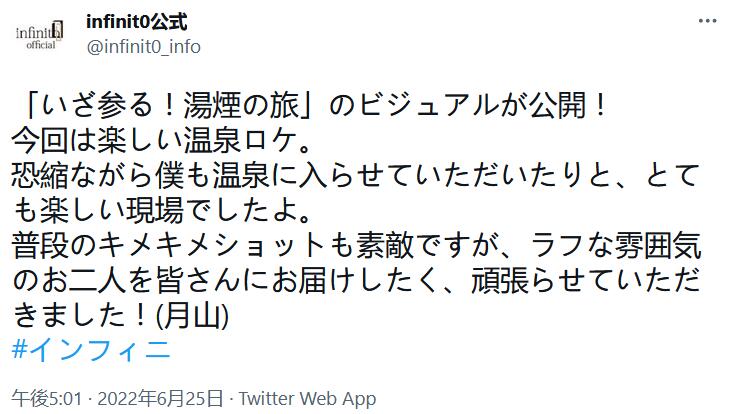 infinit0
official
infinit0公式
@infinit0_info
「いざ参る！湯煙の旅」のビジュアルが公開！
今回は楽しい温泉ロケ。
恐縮ながら僕も温泉に入らせていただいたりと、とて
も楽しい現場でしたよ。
普段のキメキメショットも素敵ですが、ラフな雰囲気
のお二人を皆さんにお届けしたく、頑張らせていただ
きました！(月山)
#インフィニ
午後5:01 · 2022年6月25日 · Twitter Web App